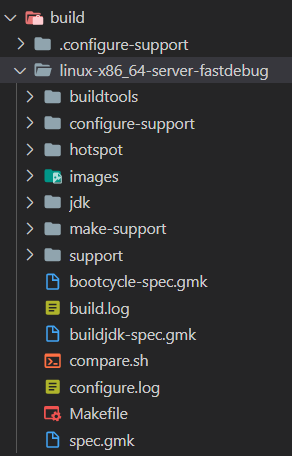 build
.configure-support
linux-x86_64-server-fastdebug
buildtools
configure-support
hotspot
images
jdk
make-support
support
bootcycle-spec.gmk
build.log
buildjdk-spec.gmk
compare.sh
configure.log
Makefile
spec.gmk